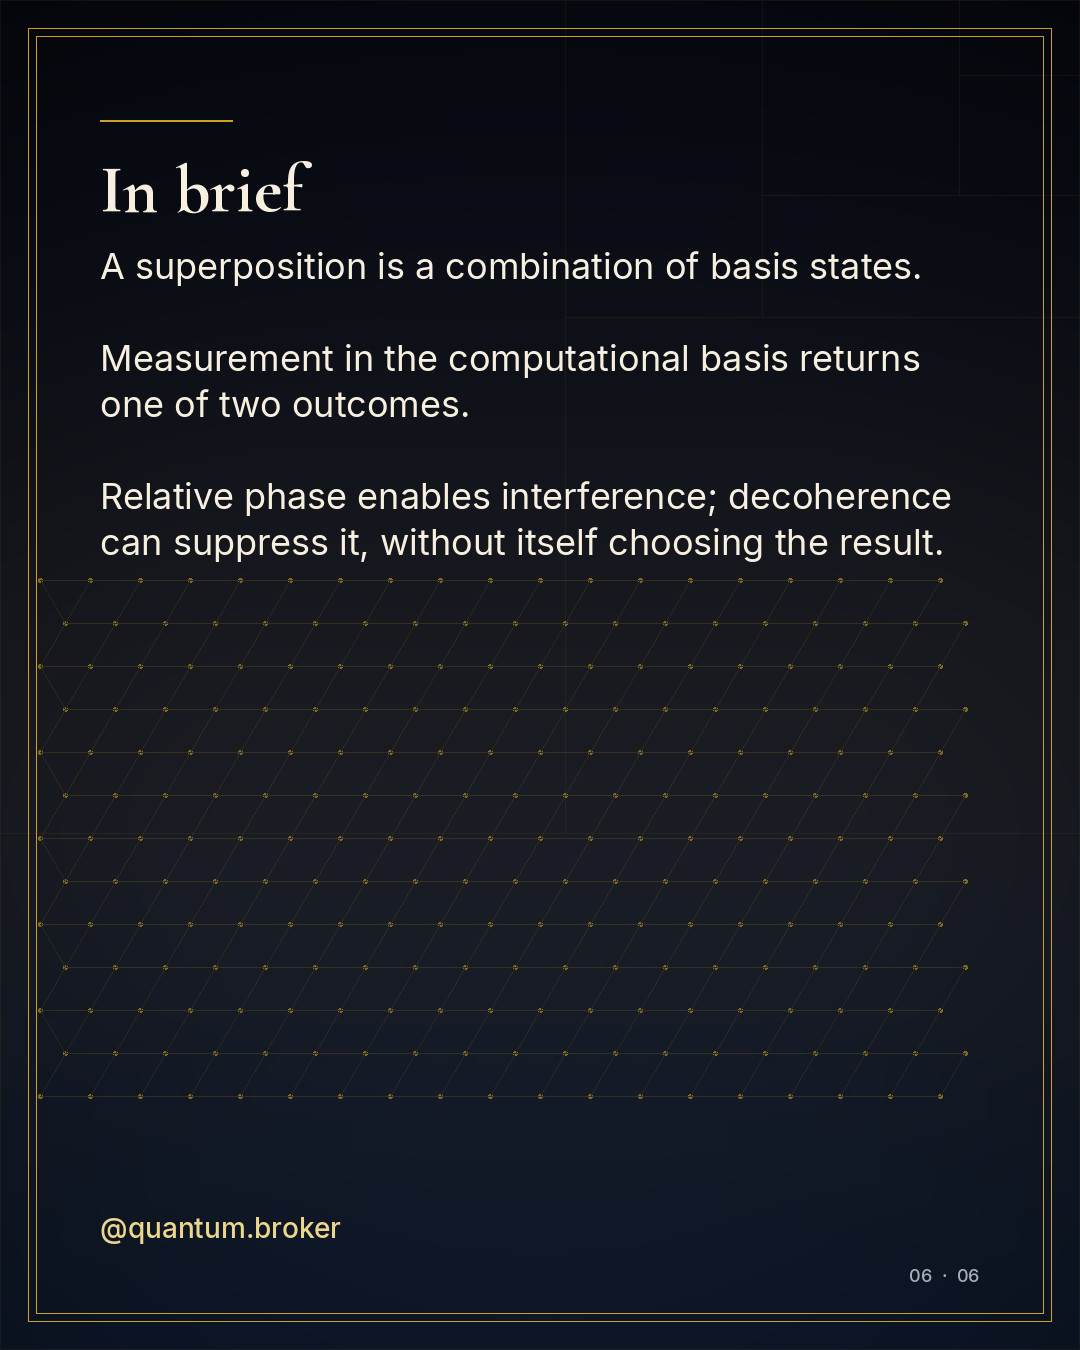 In brief
A superposition is a combination of basis states.
Measurement in the computational basis returns
one of two outcomes.
Relative phase enables interference; decoherence
can suppress it, without itself choosing the result.
@quantum.broker
06 · 06